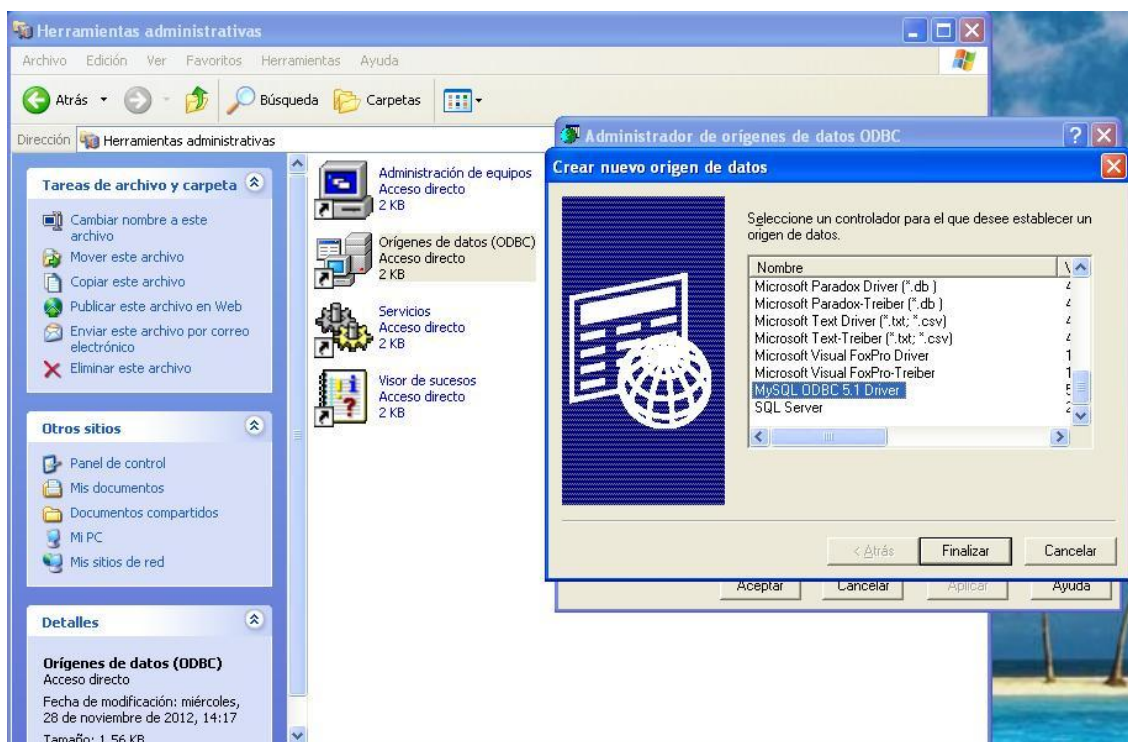 Herramientas administrativas
Archivo Edición Ver Favoritos Herramientas Ayuda
Atrás Búsqueda Carpetas
Dirección Herramientas administrativas
Tareas de archivo y carpeta
Cambiar nombre a este
archivo
Mover este archivo
Copiar este archivo
Publicar este archivo en Web
Enviar este archivo por correo
electrónico
Eliminar este archivo
Otros sitios
Panel de control
Mis documentos
Documentos compartidos
Mi PC
Mis sitios de red
Detalles
Orígenes de datos (ODBC)
Acceso directo
Fecha de modificación: miércoles,
28 de noviembre de 2012, 14:17
Tamaño: 1,56 KB
Administración de equipos
Acceso directo
2 KB
Orígenes de datos (ODBC)
Acceso directo
2 KB
Servicios
Acceso directo
2 KB
Visor de sucesos
Acceso directo
2 KB
Administrador de orígenes de datos ODBC
Crear nuevo origen de datos
Seleccione un controlador para el que desee establecer un
origen de datos.
Nombre
Microsoft Paradox Driver (*.db )
Microsoft Paradox-Treiber (*.db )
Microsoft Text Driver (*.txt; *.csv)
Microsoft Text-Treiber (*.txt; *.csv)
Microsoft Visual FoxPro Driver
Microsoft Visual FoxPro-Treiber
MySQL ODBC 5.1 Driver
SQL Server
< Atrás Finalizar Cancelar
Aceptar Cancelar Aplicar Ayuda